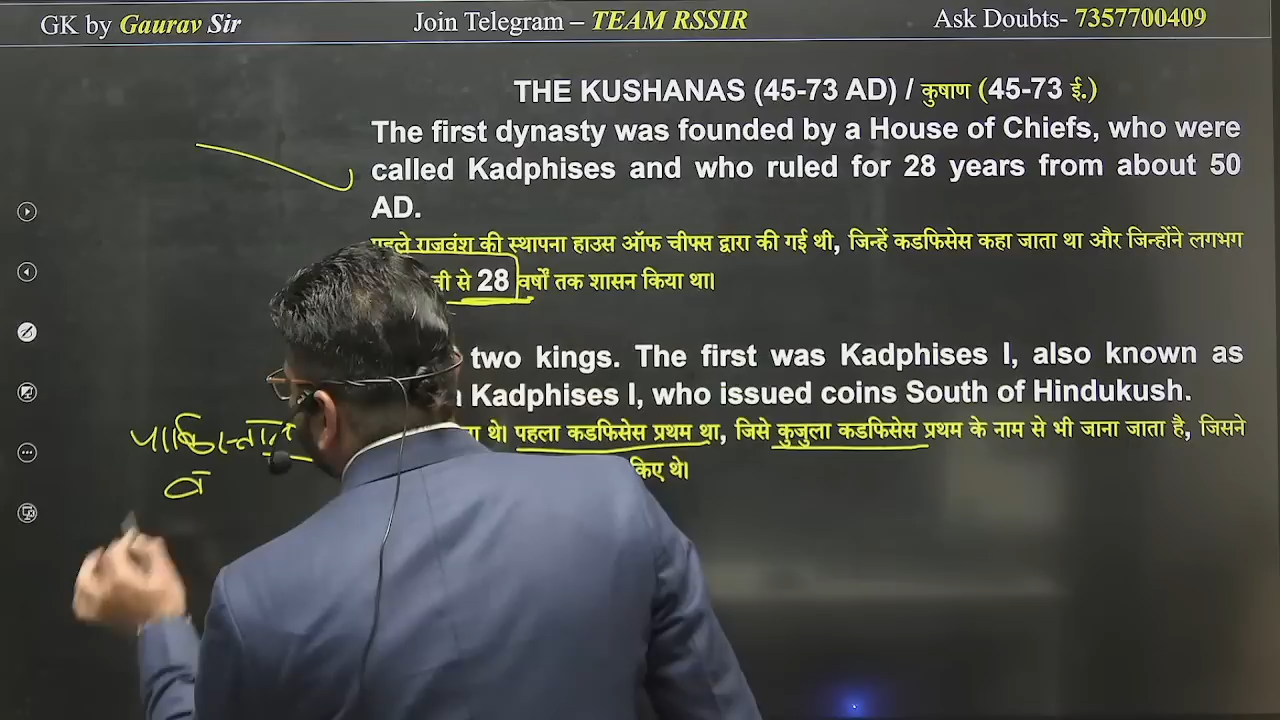 GK by Gaurav Sir
Join Telegram – TEAM RSSIR
Ask Doubts- 7357700409
THE KUSHANAS (45-73 AD) / कुषाण (45-73 ई.)
The first dynasty was founded by a House of Chiefs, who were
called Kadphises and who ruled for 28 years from about 50
AD.
पहले राजवंश की स्थापना हाउस ऑफ चीफ्स द्वारा की गई थी, जिन्हें कडफिसेस कहा जाता था और जिन्होंने लगभग
से 28 वर्षों तक शासन किया था।
two kings. The first was Kadphises I, also known as
Kadphises I, who issued coins South of Hindukush.
थे। पहला कडफिसेस प्रथम था, जिसे कुजुला कडफिसेस प्रथम के नाम से भी जाना जाता है, जिसने
किए थे।
पाकिस्तान
व